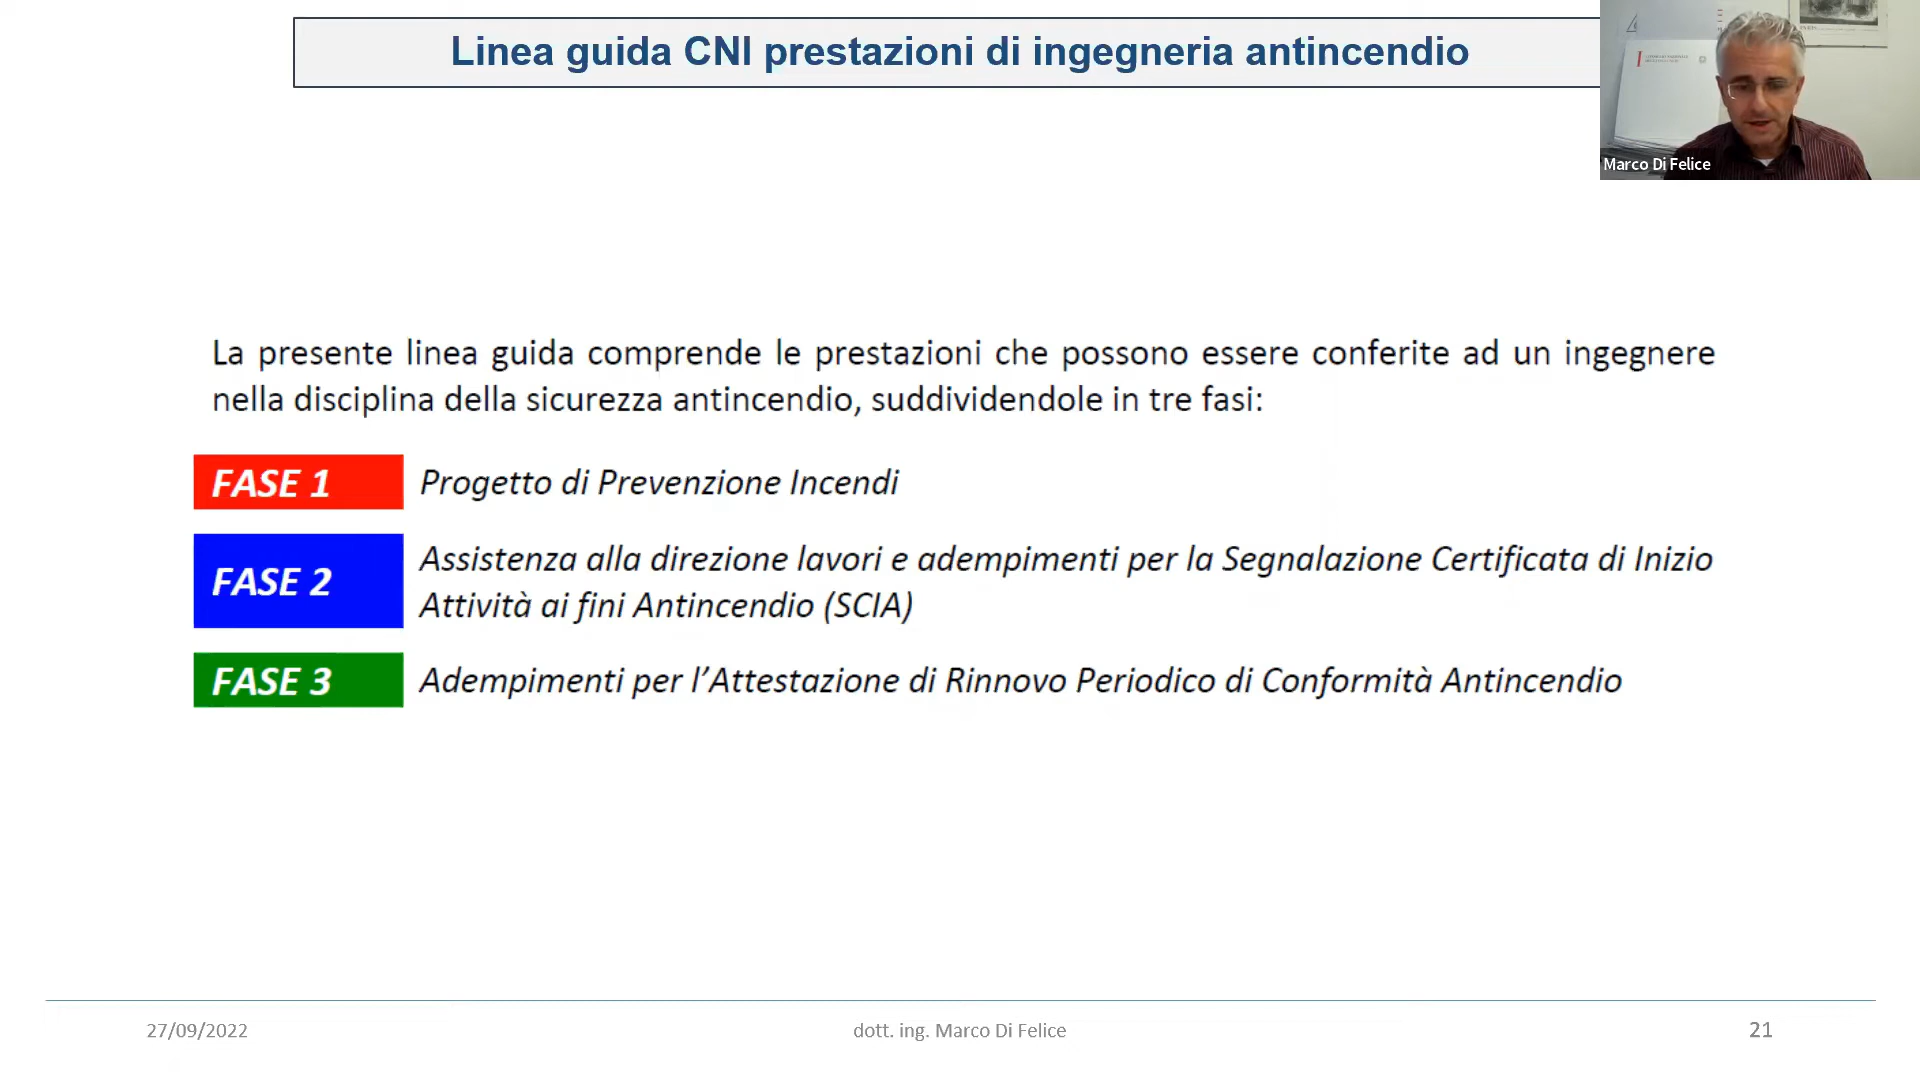 Linea guida CNI prestazioni di ingegneria antincendio
Marco Di Felice
La presente linea guida comprende le prestazioni che possono essere conferite ad un ingegnere
nella disciplina della sicurezza antincendio, suddividendole in tre fasi:
FASE 1 Progetto di Prevenzione Incendi
FASE 2 Assistenza alla direzione lavori e adempimenti per la Segnalazione Certificata di Inizio
Attività ai fini Antincendio (SCIA)
FASE 3 Adempimenti per l’Attestazione di Rinnovo Periodico di Conformità Antincendio
27/09/2022 dott. ing. Marco Di Felice 21